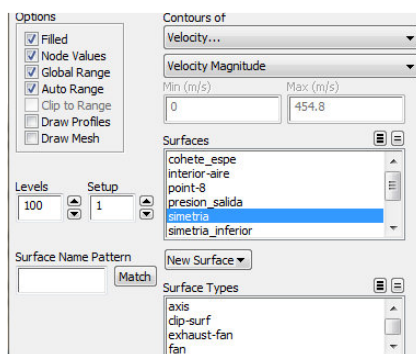 Options
Filled
Node Values
Global Range
Auto Range
Clip to Range
Draw Profiles
Draw Mesh
Levels
Setup
100
1
Surface Name Pattern
Match
Contours of
Velocity...
Velocity Magnitude
Min (m/s)
Max (m/s)
0
454.8
Surfaces
cohete_espe
interior-aire
point-8
presion_salida
simetria
simetria_inferior
New Surface
Surface Types
axis
clip-surf
exhaust-fan
fan